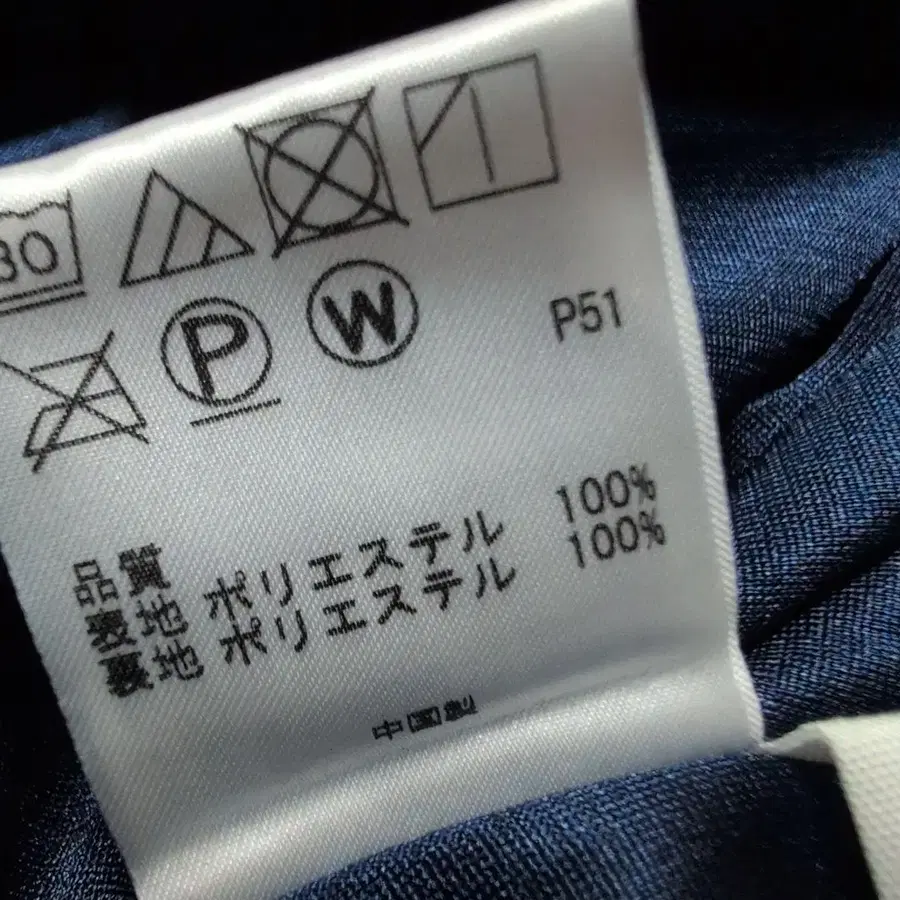 30
P W P51
品質
表地 ポリエステル 100%
裏地 ポリエステル 100%
中国製